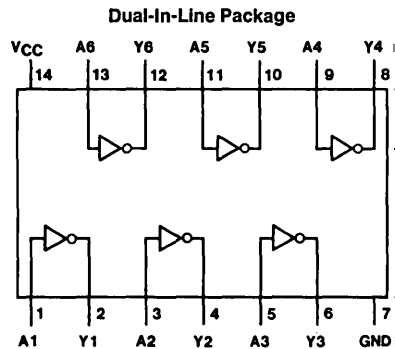 Dual-In-Line Package
VCC A6 Y6 A5 Y5 A4 Y4
14 13 12 11 10 9 8
1 2 3 4 5 6 7
A1 Y1 A2 Y2 A3 Y3 GND